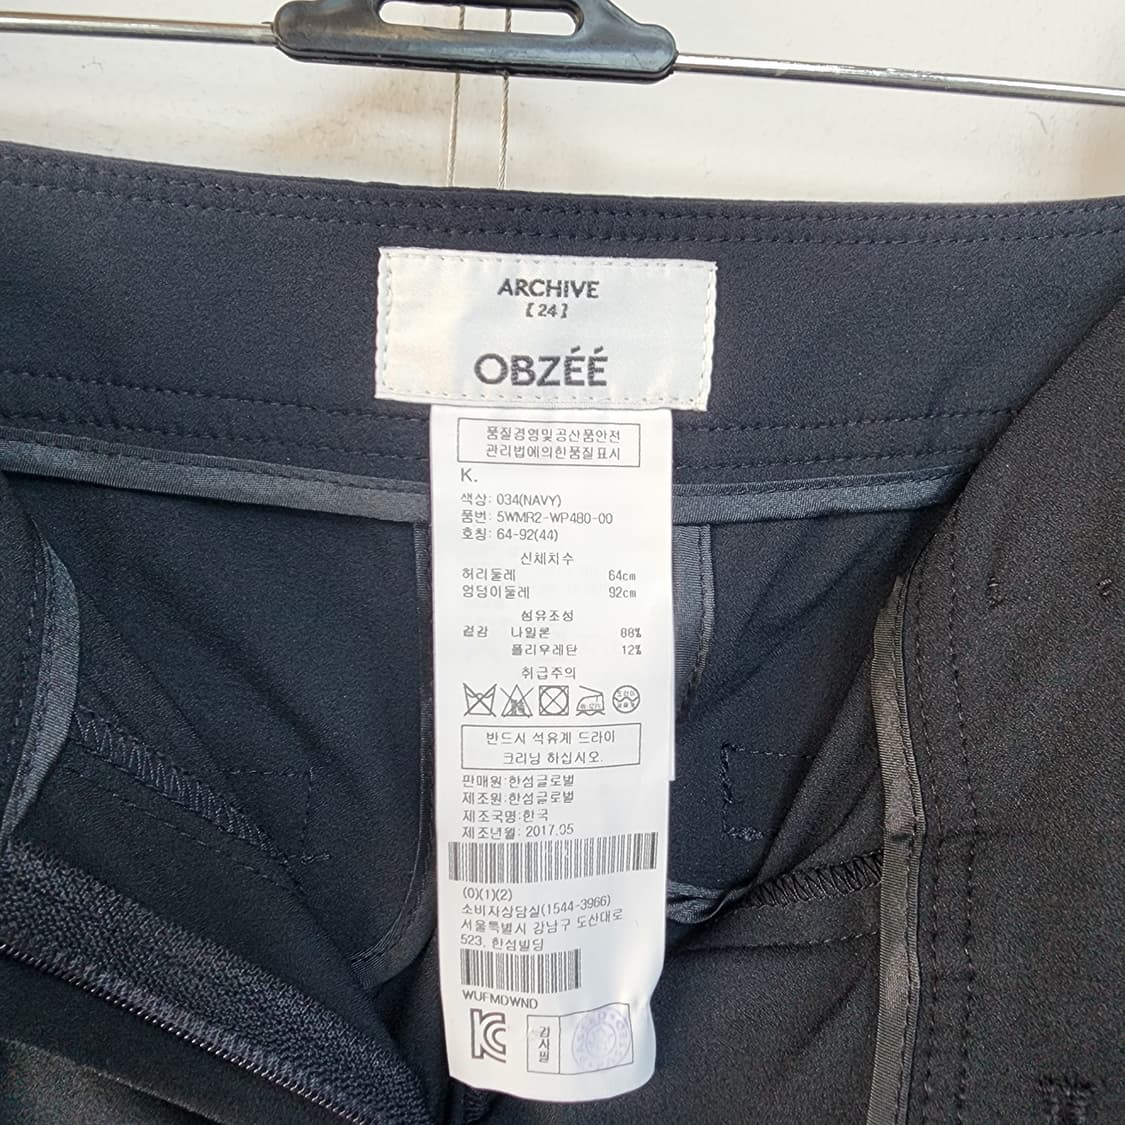 ARCHIVE
[24]
OBZÉÉ
품질경영및공산품안전
관리법에의한품질표시
K.
색상: 034(NAVY)
품번: 5WMR2-WP480-00
호칭: 64-92(44)
신체치수
허리둘레 64cm
엉덩이둘레 92cm
섬유조성
겉감 나일론 88%
폴리우레탄 12%
취급주의
반드시 석유계 드라이
크리닝 하십시오.
판매원:한섬글로벌
제조원:한섬글로벌
제조국명:한국
제조년월: 2017.05
(0)(1)(2)
소비자상담실(1544-3966)
서울특별시 강남구 도산대로
523, 한섬빌딩
WUFMDWND
KC
검사필